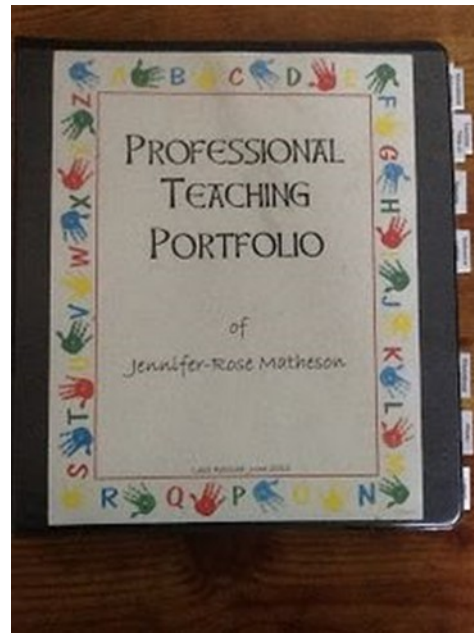 A B C D E
F
G
H
I
J
K
L
M
N
O
P
Q
R
S
T
U
V
W
X
Y
Z
PROFESSIONAL
TEACHING
PORTFOLIO
of
Jennifer-Rose Matheson